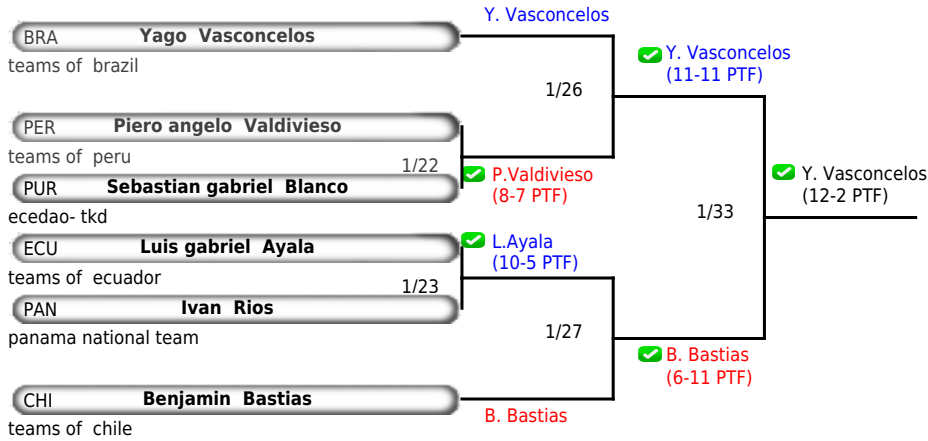 Y. Vasconcelos
BRA Yago Vasconcelos
teams of brazil
Y. Vasconcelos
(11-11 PTF)
1/26
PER Piero angelo Valdivieso
teams of peru
1/22
P.Valdivieso
(8-7 PTF)
PUR Sebastian gabriel Blanco
ecedao- tkd
Y. Vasconcelos
(12-2 PTF)
1/33
ECU Luis gabriel Ayala
teams of ecuador
L.Ayala
(10-5 PTF)
1/23
PAN Ivan Rios
panama national team
1/27
B. Bastias
(6-11 PTF)
CHI Benjamin Bastias
teams of chile
B. Bastias